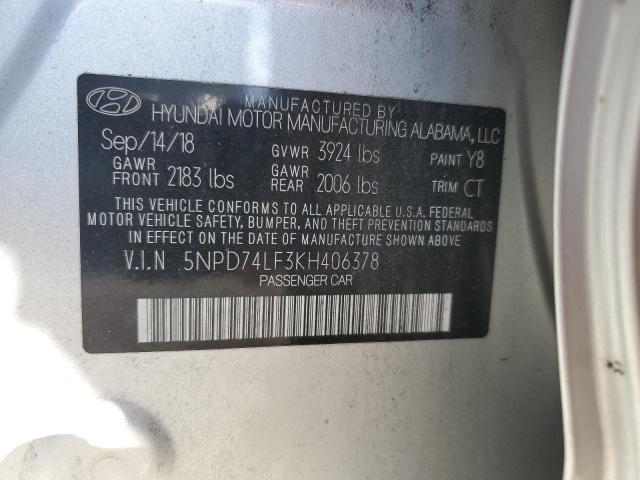 MANUFACTURED BY
HYUNDAI MOTOR MANUFACTURING ALABAMA, LLC
Sep/14/18 GVWR 3924 lbs PAINT Y8
GAWR FRONT 2183 lbs GAWR REAR 2006 lbs TRIM CT
THIS VEHICLE CONFORMS TO ALL APPLICABLE U.S.A. FEDERAL
MOTOR VEHICLE SAFETY, BUMPER, AND THEFT PREVENTION STANDARDS
IN EFFECT ON THE DATE OF MANUFACTURE SHOWN ABOVE.
V.I.N 5NPD74LF3KH406378
PASSENGER CAR